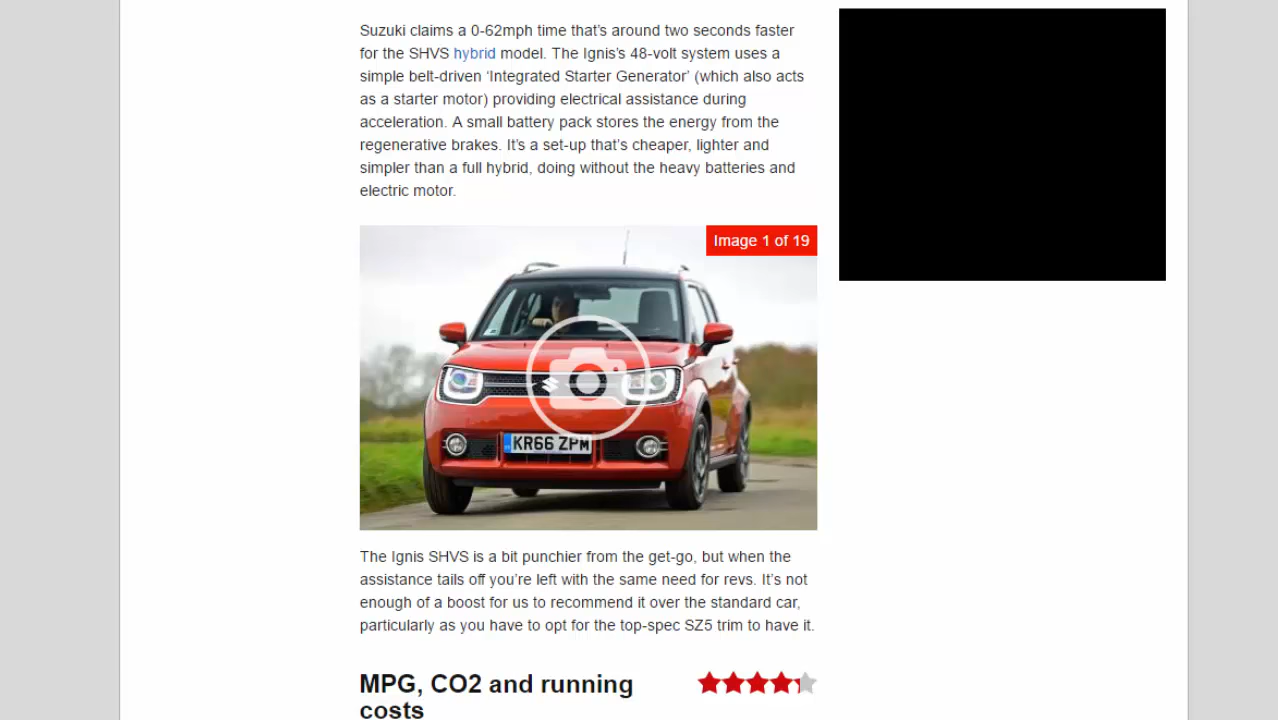 Suzuki claims a 0-62mph time that’s around two seconds faster
for the SHVS hybrid model. The Ignis’s 48-volt system uses a
simple belt-driven ‘Integrated Starter Generator’ (which also acts
as a starter motor) providing electrical assistance during
acceleration. A small battery pack stores the energy from the
regenerative brakes. It’s a set-up that’s cheaper, lighter and
simpler than a full hybrid, doing without the heavy batteries and
electric motor.
Image 1 of 19
KR66 ZPM
The Ignis SHVS is a bit punchier from the get-go, but when the
assistance tails off you’re left with the same need for revs. It’s not
enough of a boost for us to recommend it over the standard car,
particularly as you have to opt for the top-spec SZ5 trim to have it.
MPG, CO2 and running
costs